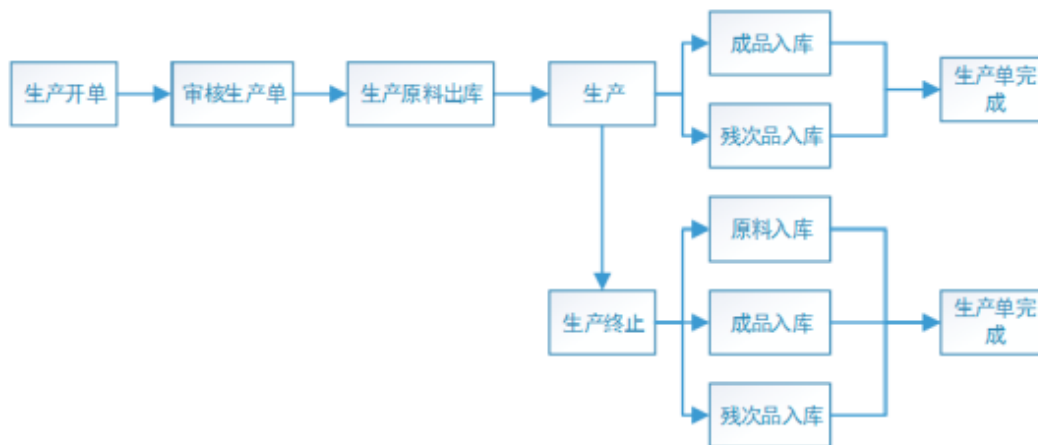 生产开单
审核生产单
生产原料出库
生产
成品入库
残次品入库
生产单完
成
生产终止
原料入库
成品入库
残次品入库
生产单完
成